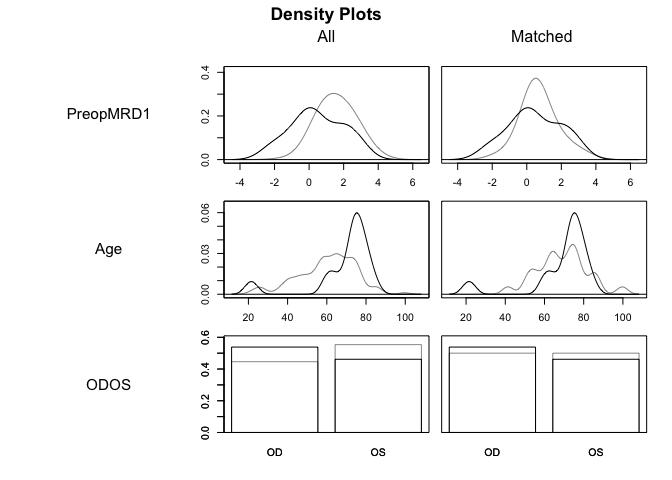 Density Plots
All Matched
PreopMRD1
0.0 0.2 0.4
-4 -2 0 2 4 6
-4 -2 0 2 4 6
Age
0.00 0.03 0.06
20 40 60 80 100
20 40 60 80 100
ODOS
0.0 0.2 0.4 0.6
OD OS
OD OS